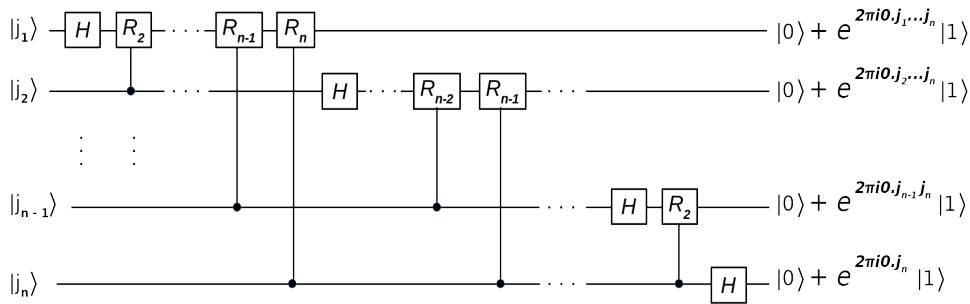 |j₁⟩ H R₂ · · · · Rₙ₋₁ Rₙ |0⟩ + e^{2πi0.j₁...jₙ} |1⟩
|j₂⟩ · · · · H · · · · Rₙ₋₂ Rₙ₋₁ · · · · |0⟩ + e^{2πi0.j₂...jₙ} |1⟩
|jₙ₋₁⟩ · · · · H R₂ |0⟩ + e^{2πi0.jₙ₋₁jₙ} |1⟩
|jₙ⟩ · · · · H |0⟩ + e^{2πi0.jₙ} |1⟩